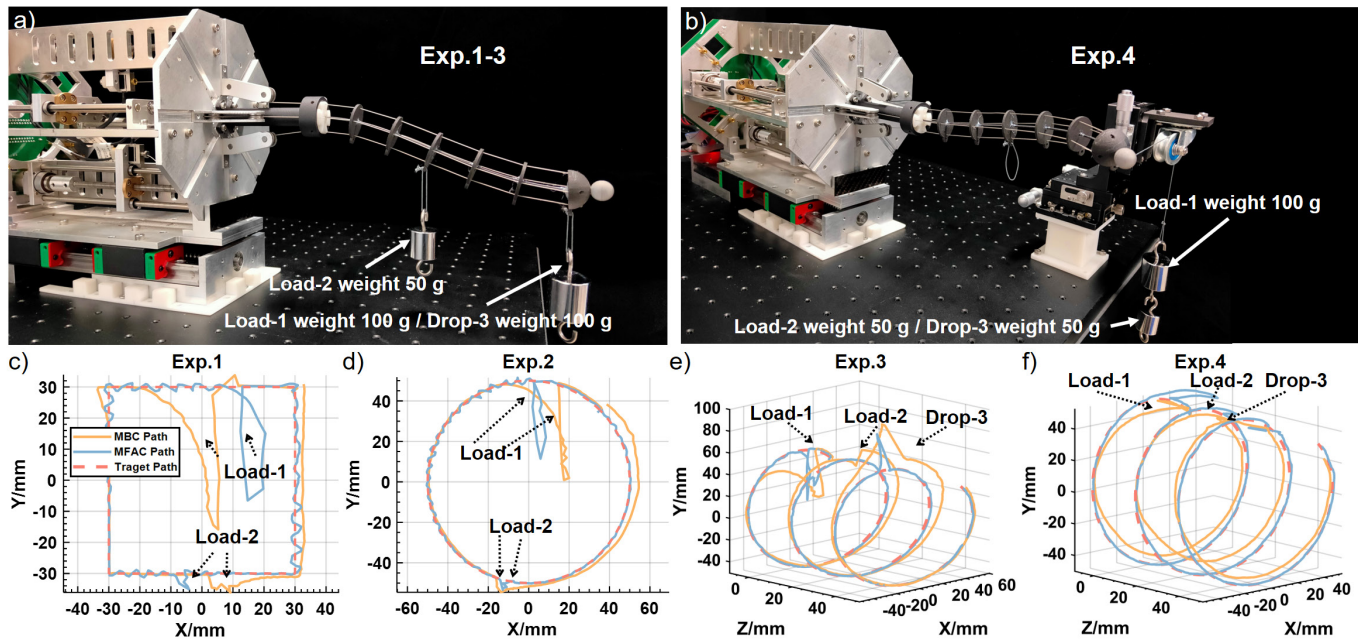 a)
Exp.1-3
Load-2 weight 50 g
Load-1 weight 100 g / Drop-3 weight 100 g
b)
Exp.4
Load-1 weight 100 g
Load-2 weight 50 g / Drop-3 weight 50 g
c)
Exp.1
Y/mm
30
20
10
0
-10
-20
-30
MBC Path
MFAC Path
Traget Path
Load-1
Load-2
-40
-20
0
20
40
X/mm
d)
Exp.2
Y/mm
40
20
0
-20
-40
Load-1
Load-2
-60
-40
-20
0
20
40
60
X/mm
e)
Exp.3
Y/mm
100
80
60
40
20
0
-20
-40
Load-1
Load-2
Drop-3
0
20
40
Z/mm
-40
-20
0
20
40
60
X/mm
f)
Exp.4
Y/mm
40
20
0
-20
-40
Load-1
Load-2
Drop-3
0
20
40
Z/mm
-40
-20
0
20
40
60
X/mm